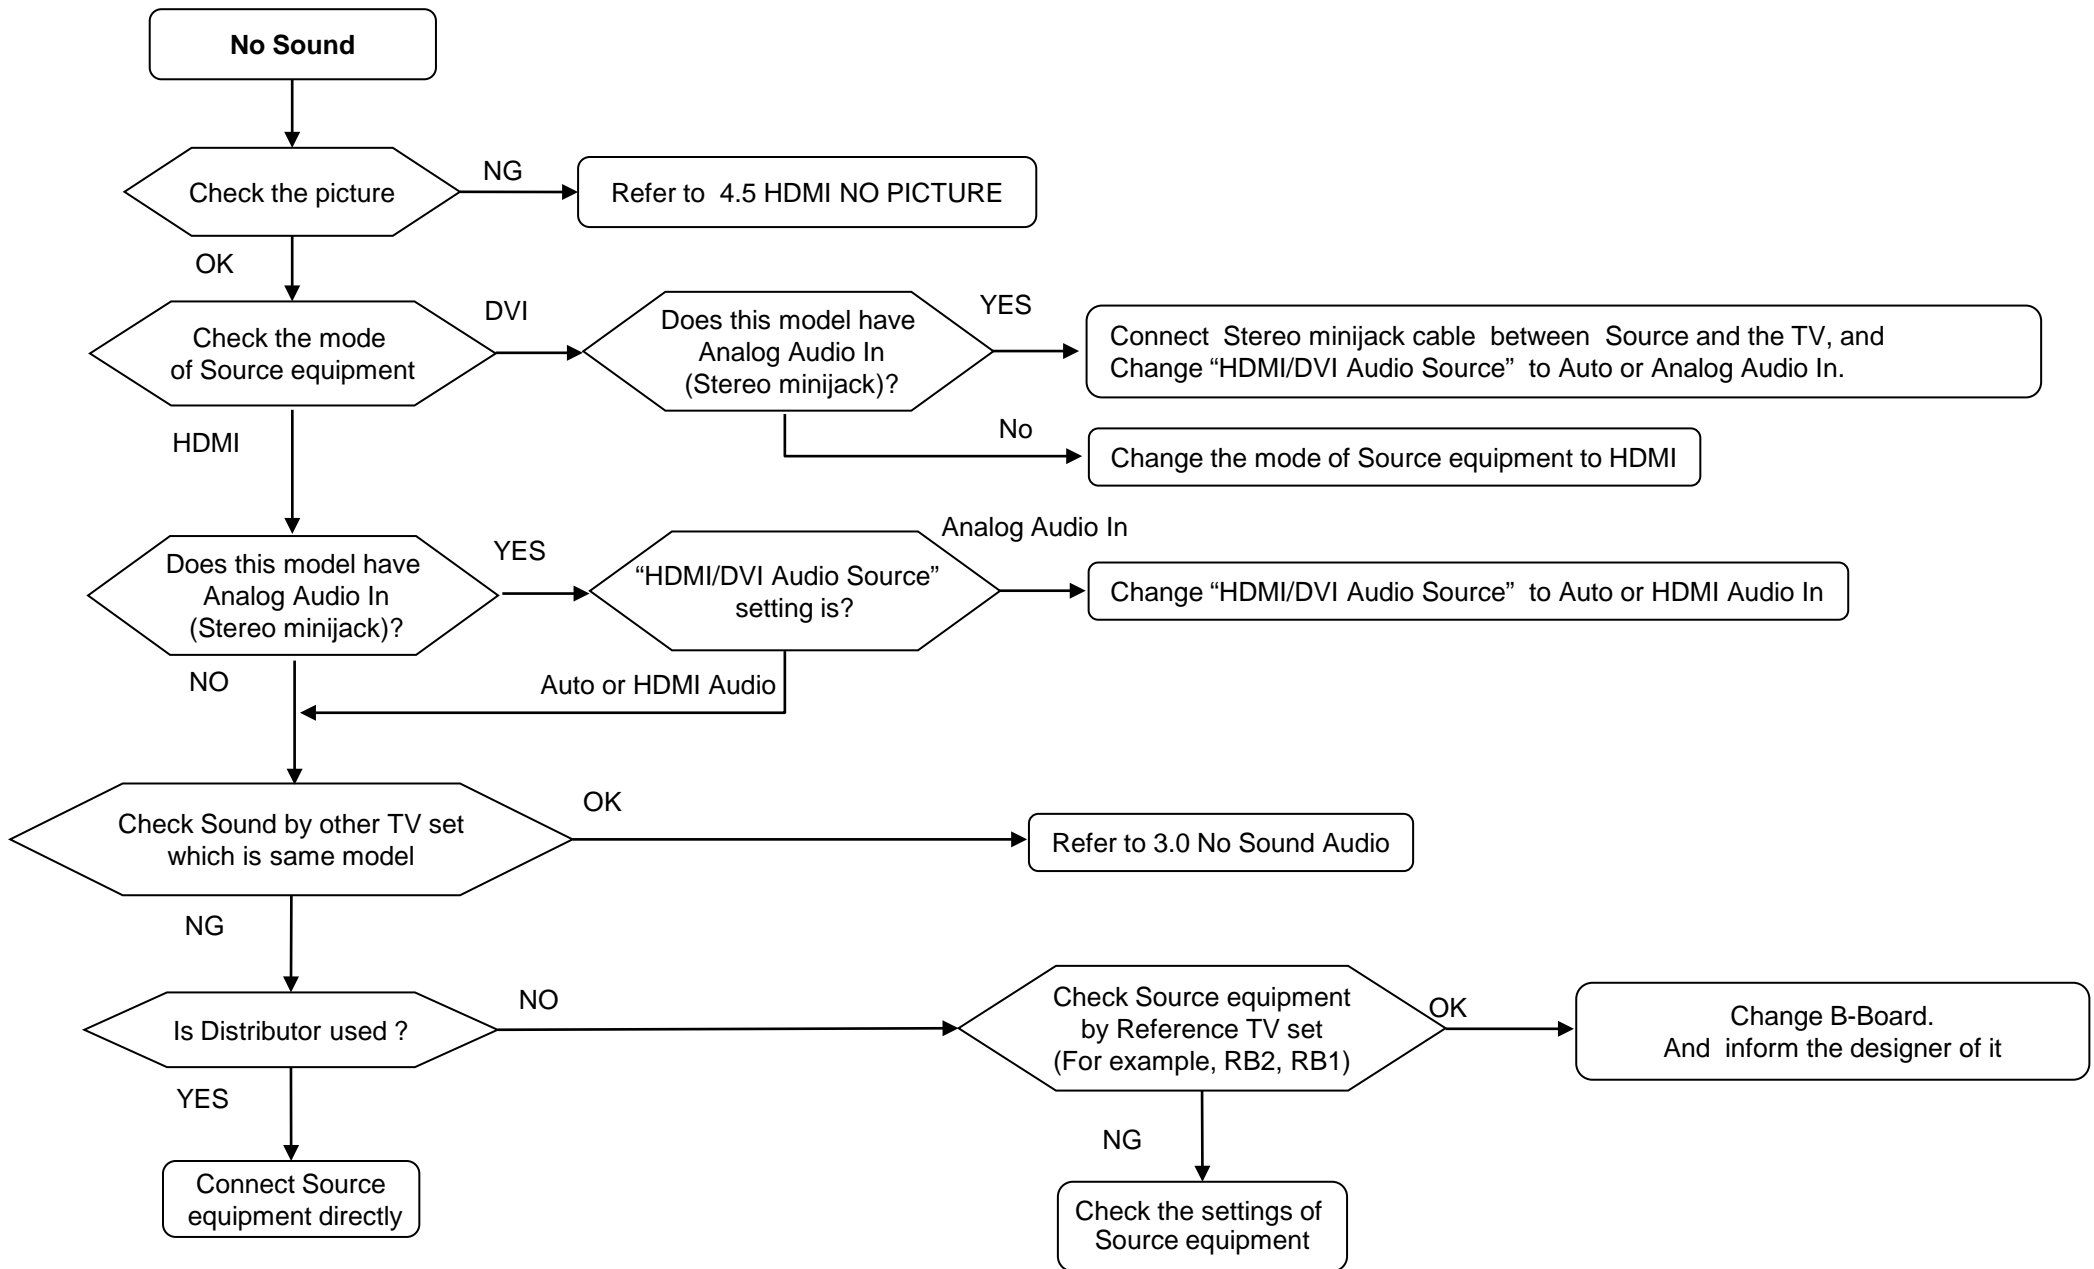 No Sound
Check the picture
NG
Refer to 4.5 HDMI NO PICTURE
OK
Check the mode
of Source equipment
DVI
Does this model have
Analog Audio In
(Stereo minijack)?
YES
Connect Stereo minijack cable between Source and the TV, and
Change “HDMI/DVI Audio Source” to Auto or Analog Audio In.
No
Change the mode of Source equipment to HDMI
HDMI
Does this model have
Analog Audio In
(Stereo minijack)?
YES
“HDMI/DVI Audio Source”
setting is?
Analog Audio In
Change “HDMI/DVI Audio Source” to Auto or HDMI Audio In
NO
Auto or HDMI Audio
Check Sound by other TV set
which is same model
OK
Refer to 3.0 No Sound Audio
NG
Is Distributor used ?
NO
Check Source equipment
by Reference TV set
(For example, RB2, RB1)
OK
Change B-Board.
And inform the designer of it
YES
Connect Source
equipment directly
NG
Check the settings of
Source equipment